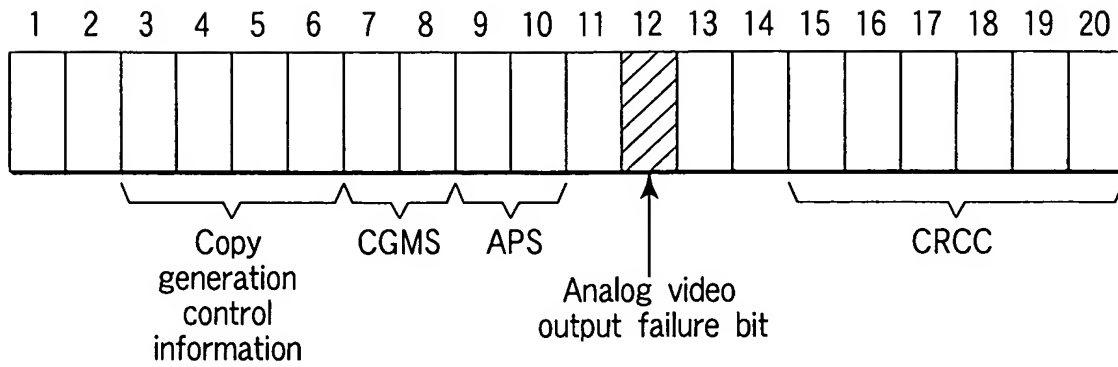 1 2 3 4 5 6 7 8 9 10 11 12 13 14 15 16 17 18 19 20
Copy
generation
control
information
CGMS
APS
Analog video
output failure bit
CRCC